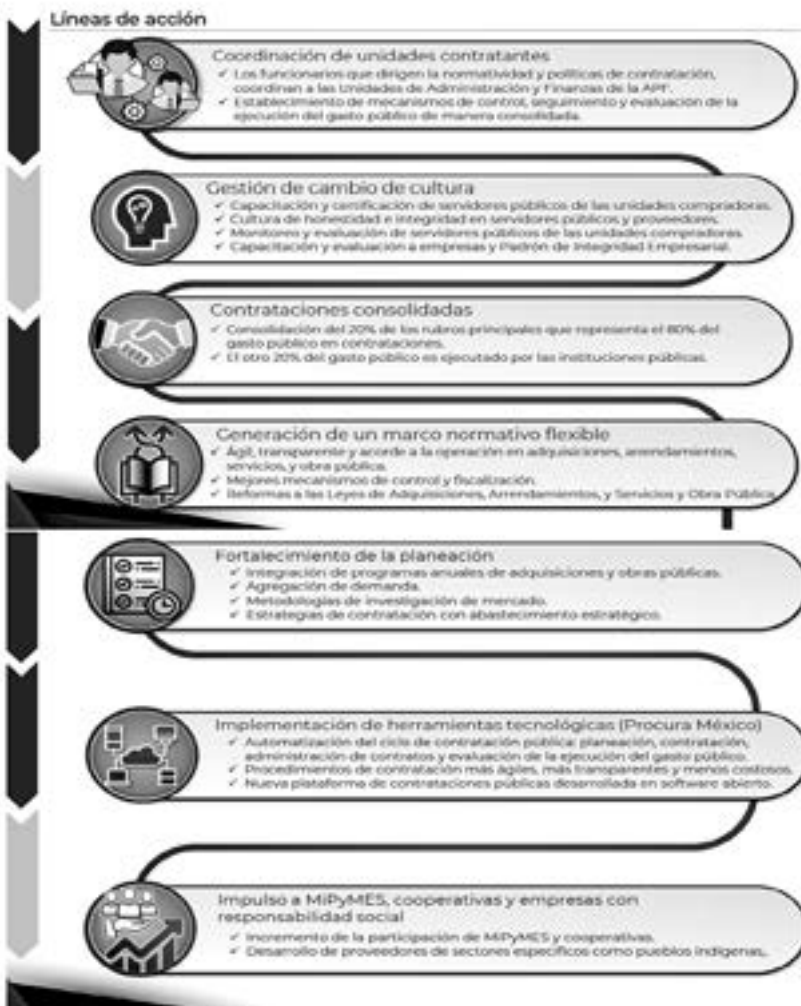 Líneas de acción
Coordinación de unidades contratantes
✓ Los funcionarios que dirigen la normatividad y políticas de contratación,
coordinan a las Unidades de Administración y Finanzas de la APF.
✓ Establecimiento de mecanismos de control, seguimiento y evaluación de la
ejecución del gasto público de manera consolidada.
Gestión de cambio de cultura
✓ Capacitación y certificación de servidores públicos de las unidades compradoras.
✓ Cultura de honestidad e integridad en servidores públicos y proveedores.
✓ Monitoreo y evaluación de servidores públicos de las unidades compradoras.
✓ Capacitación y evaluación a empresas y Padrón de Integridad Empresarial.
Contrataciones consolidadas
✓ Consolidación del 20% de los rubros principales que representa el 80% del
gasto público en contrataciones.
✓ El otro 20% del gasto público es ejecutado por las instituciones públicas.
Generación de un marco normativo flexible
✓ Ágil, transparente y acorde a la operación en adquisiciones, arrendamientos,
servicios, y obra pública.
✓ Mejores mecanismos de control y fiscalización.
✓ Reformas a las Leyes de Adquisiciones, Arrendamientos, y Servicios y Obra Pública
Fortalecimiento de la planeación
✓ Integración de programas anuales de adquisiciones y obras públicas.
✓ Agregación de demanda.
✓ Metodologías de investigación de mercado.
✓ Estrategias de contratación con abastecimiento estratégico.
Implementación de herramientas tecnológicas (Procura México)
✓ Automatización del ciclo de contratación pública: planeación, contratación,
administración de contratos y evaluación de la ejecución del gasto público.
✓ Procedimientos de contratación más ágiles, más transparentes y menos costosos.
✓ Nueva plataforma de contrataciones públicas desarrollada en software abierto.
Impulso a MiPyMES, cooperativas y empresas con
responsabilidad social
✓ Incremento de la participación de MiPyMES y cooperativas.
✓ Desarrollo de proveedores de sectores específicos como pueblos indígenas.